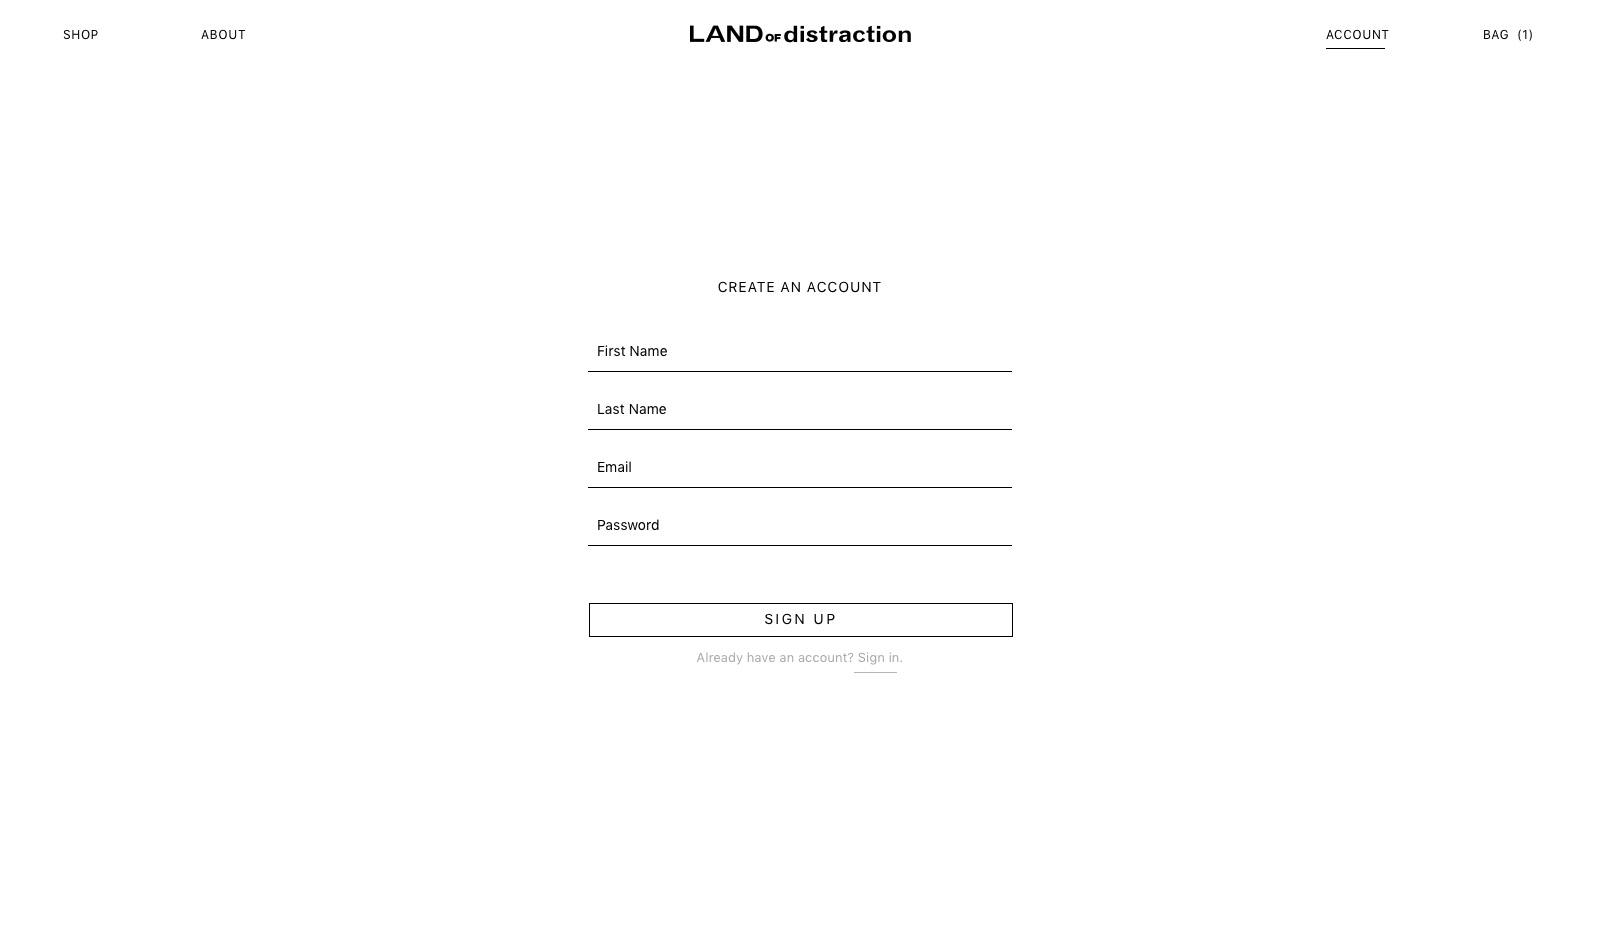 SHOP ABOUT LAND OF distraction ACCOUNT BAG (1)
CREATE AN ACCOUNT
First Name
Last Name
Email
Password
SIGN UP
Already have an account? Sign in.